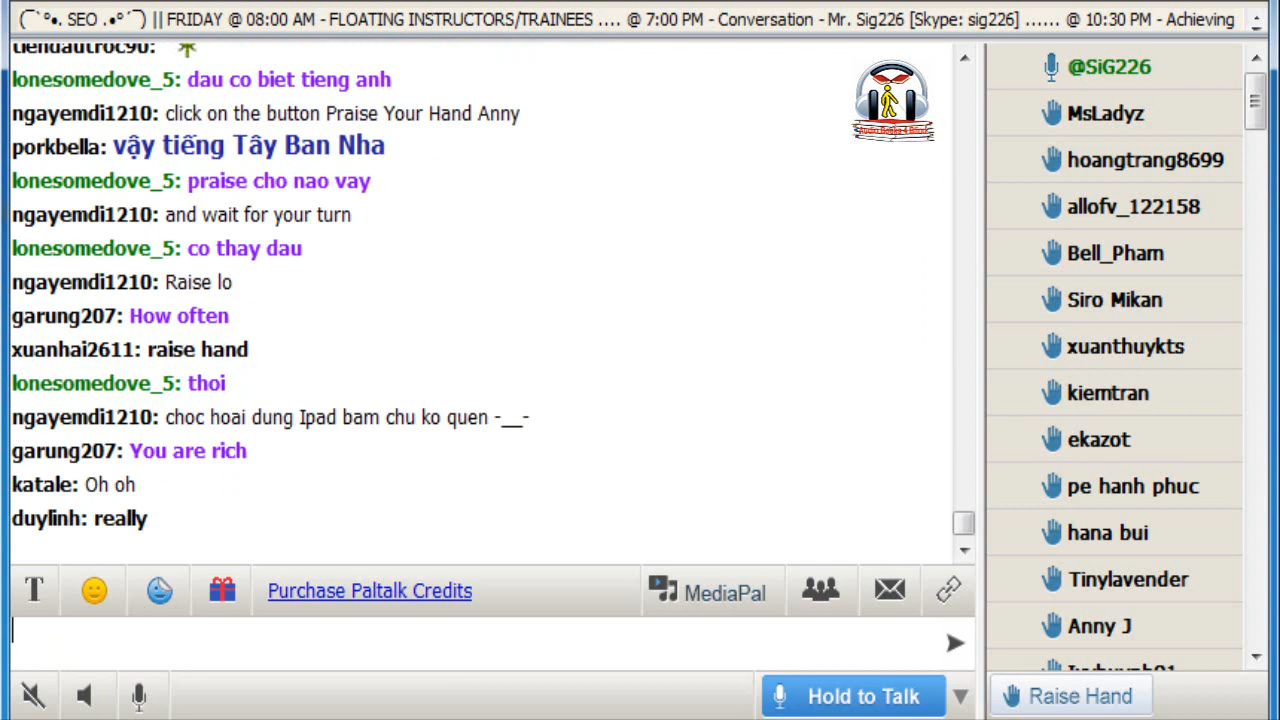 (¯`°•. SEO .•°´¯) || FRIDAY @ 08:00 AM - FLOATING INSTRUCTORS/TRAINEES .... @ 7:00 PM - Conversation - Mr. Sig226 [Skype: sig226] ...... @ 10:30 PM - Achieving
lonesomedove_5: dau co biet tieng anh
ngayemdi1210: click on the button Praise Your Hand Anny
porkbella: vậy tiếng Tây Ban Nha
lonesomedove_5: praise cho nao vay
ngayemdi1210: and wait for your turn
lonesomedove_5: co thay dau
ngayemdi1210: Raise lo
garung207: How often
xuanhai2611: raise hand
lonesomedove_5: thoi
ngayemdi1210: choc hoai dung Ipad bam chu ko quen -__-
garung207: You are rich
katale: Oh oh
duylinh: really
T
Purchase Paltalk Credits
MediaPal
Hold to Talk
@SiG226
MsLadyz
hoangtrang8699
allofv_122158
Bell_Pham
Siro Mikan
xuanthuykts
kiemtran
ekazot
pe hanh phuc
hana bui
Tinylavender
Anny J
Raise Hand